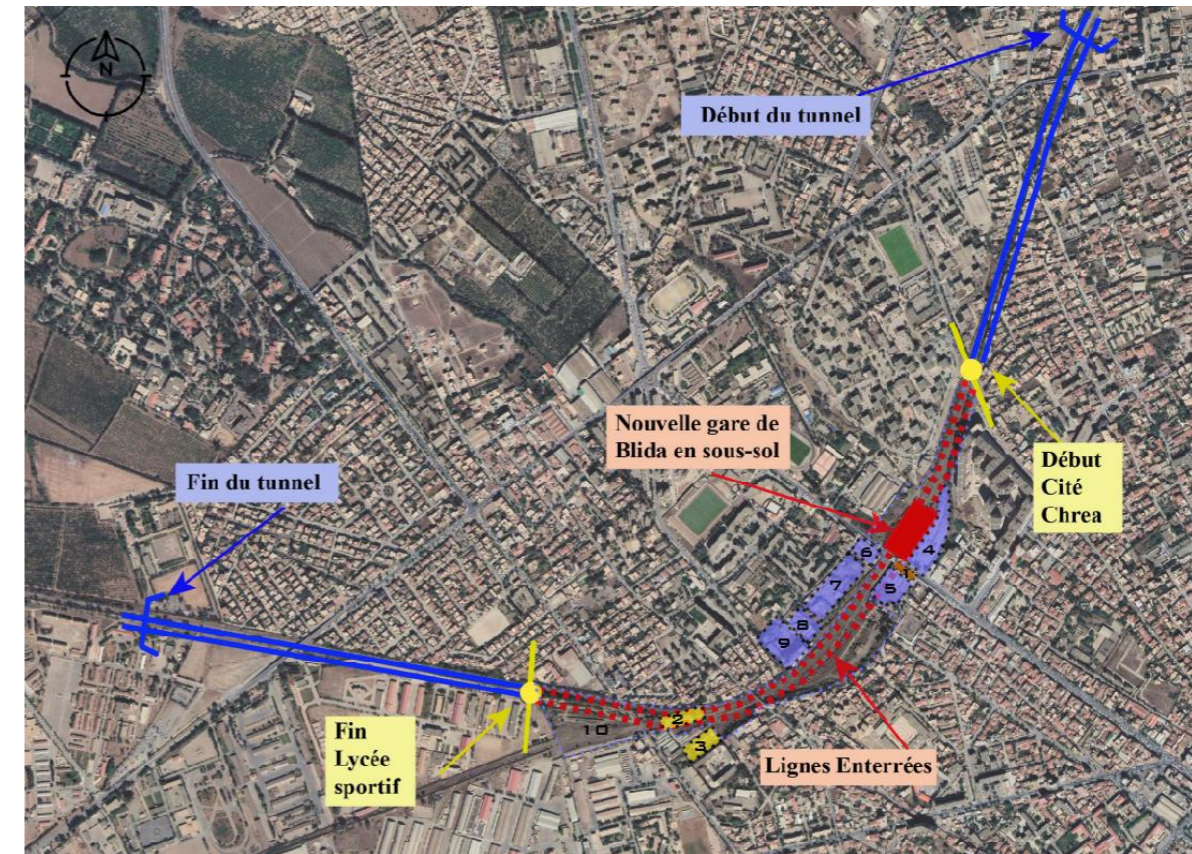 N
Début du tunnel
Nouvelle gare de
Blida en sous-sol
Début
Cité
Chrea
Fin du tunnel
6
4
1
7
5
8
9
2
10
3
Fin
Lycée
sportif
Lignes Enterrées